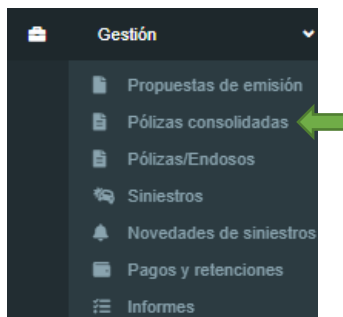 Gestión
Propuestas de emisión
Pólizas consolidadas
Pólizas/Endosos
Siniestros
Novedades de siniestros
Pagos y retenciones
Informes